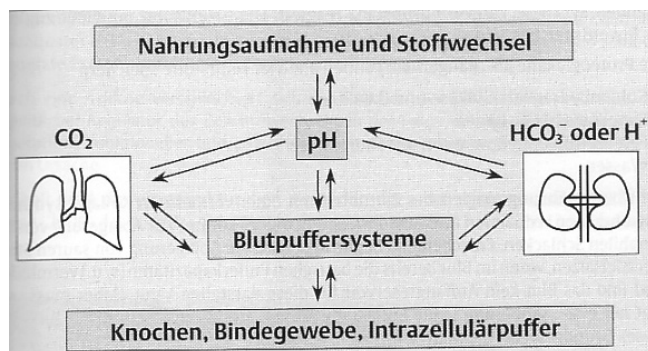 Nahrungsaufnahme und Stoffwechsel
CO₂
pH
HCO₃⁻ oder H⁺
Blutpuffersysteme
Knochen, Bindegewebe, Intrazellulärpuffer